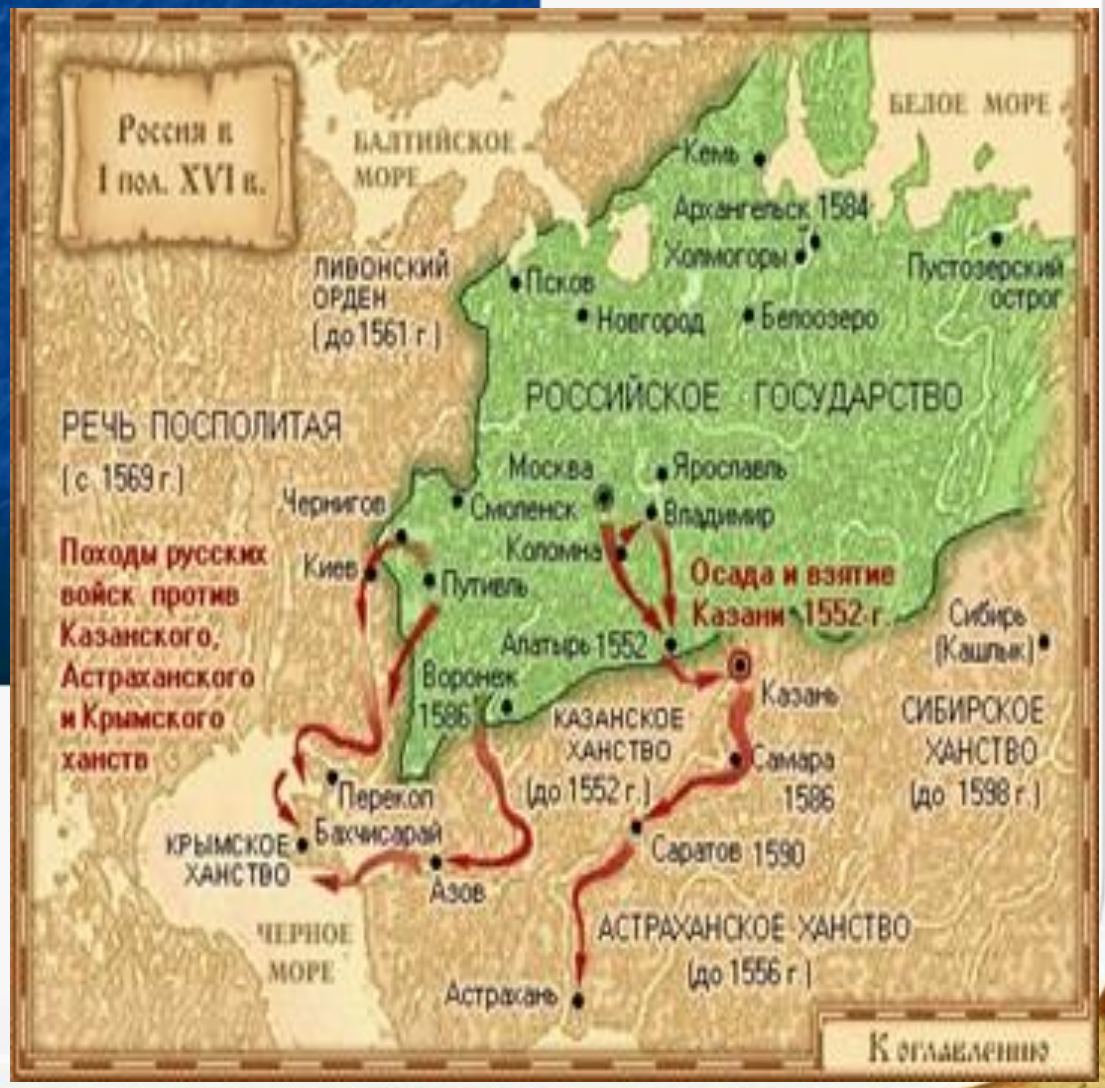 Россия в
I пол. XVI в.
БАЛТИЙСКОЕ
МОРЕ
БЕЛОЕ МОРЕ
Кемь
Архангельск 1584
Холмогоры
Пустозерский
острог
ЛИВОНСКИЙ
ОРДЕН
(до 1561 г.)
Псков
Новгород
Белоозеро
РОССИЙСКОЕ ГОСУДАРСТВО
РЕЧЬ ПОСПОЛИТАЯ
(с 1569 г.)
Москва
Ярославль
Чернигов
Смоленск
Владимир
Коломна
Киев
Путивль
Походы русских
войск против
Казанского,
Астраханского
и Крымского
ханств
Осада и взятие
Казани 1552 г.
Сибирь
(Кашлык)
Алатырь 1552
Воронеж
1586
Казань
КАЗАНСКОЕ
ХАНСТВО
(до 1552 г.)
СИБИРСКОЕ
ХАНСТВО
(до 1598 г.)
Самара
1586
Перекоп
Бахчисарай
КРЫМСКОЕ
ХАНСТВО
Саратов 1590
Азов
ЧЕРНОЕ
МОРЕ
АСТРАХАНСКОЕ ХАНСТВО
(до 1556 г.)
Астрахань
К оглавлению